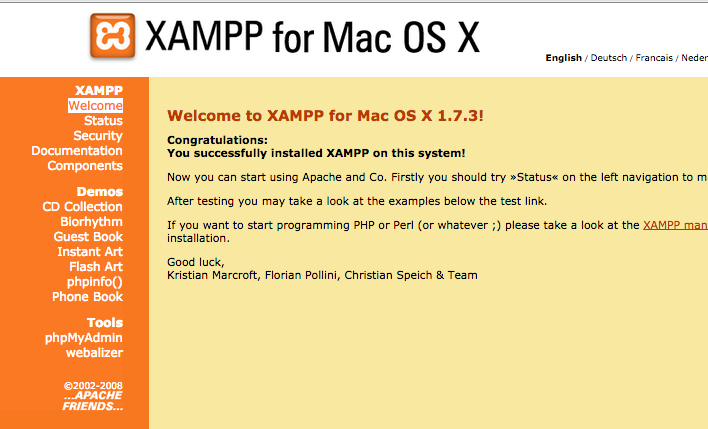 XAMPP for Mac OS X
English / Deutsch / Francais / Neder
XAMPP
Welcome
Status
Security
Documentation
Components
Demos
CD Collection
Biorhythm
Guest Book
Instant Art
Flash Art
phpinfo()
Phone Book
Tools
phpMyAdmin
webalizer
©2002-2008
...APACHE
FRIENDS...
Welcome to XAMPP for Mac OS X 1.7.3!
Congratulations:
You successfully installed XAMPP on this system!
Now you can start using Apache and Co. Firstly you should try »Status« on the left navigation to m
After testing you may take a look at the examples below the test link.
If you want to start programming PHP or Perl (or whatever ;) please take a look at the XAMPP man
installation.
Good luck,
Kristian Marcroft, Florian Pollini, Christian Speich & Team